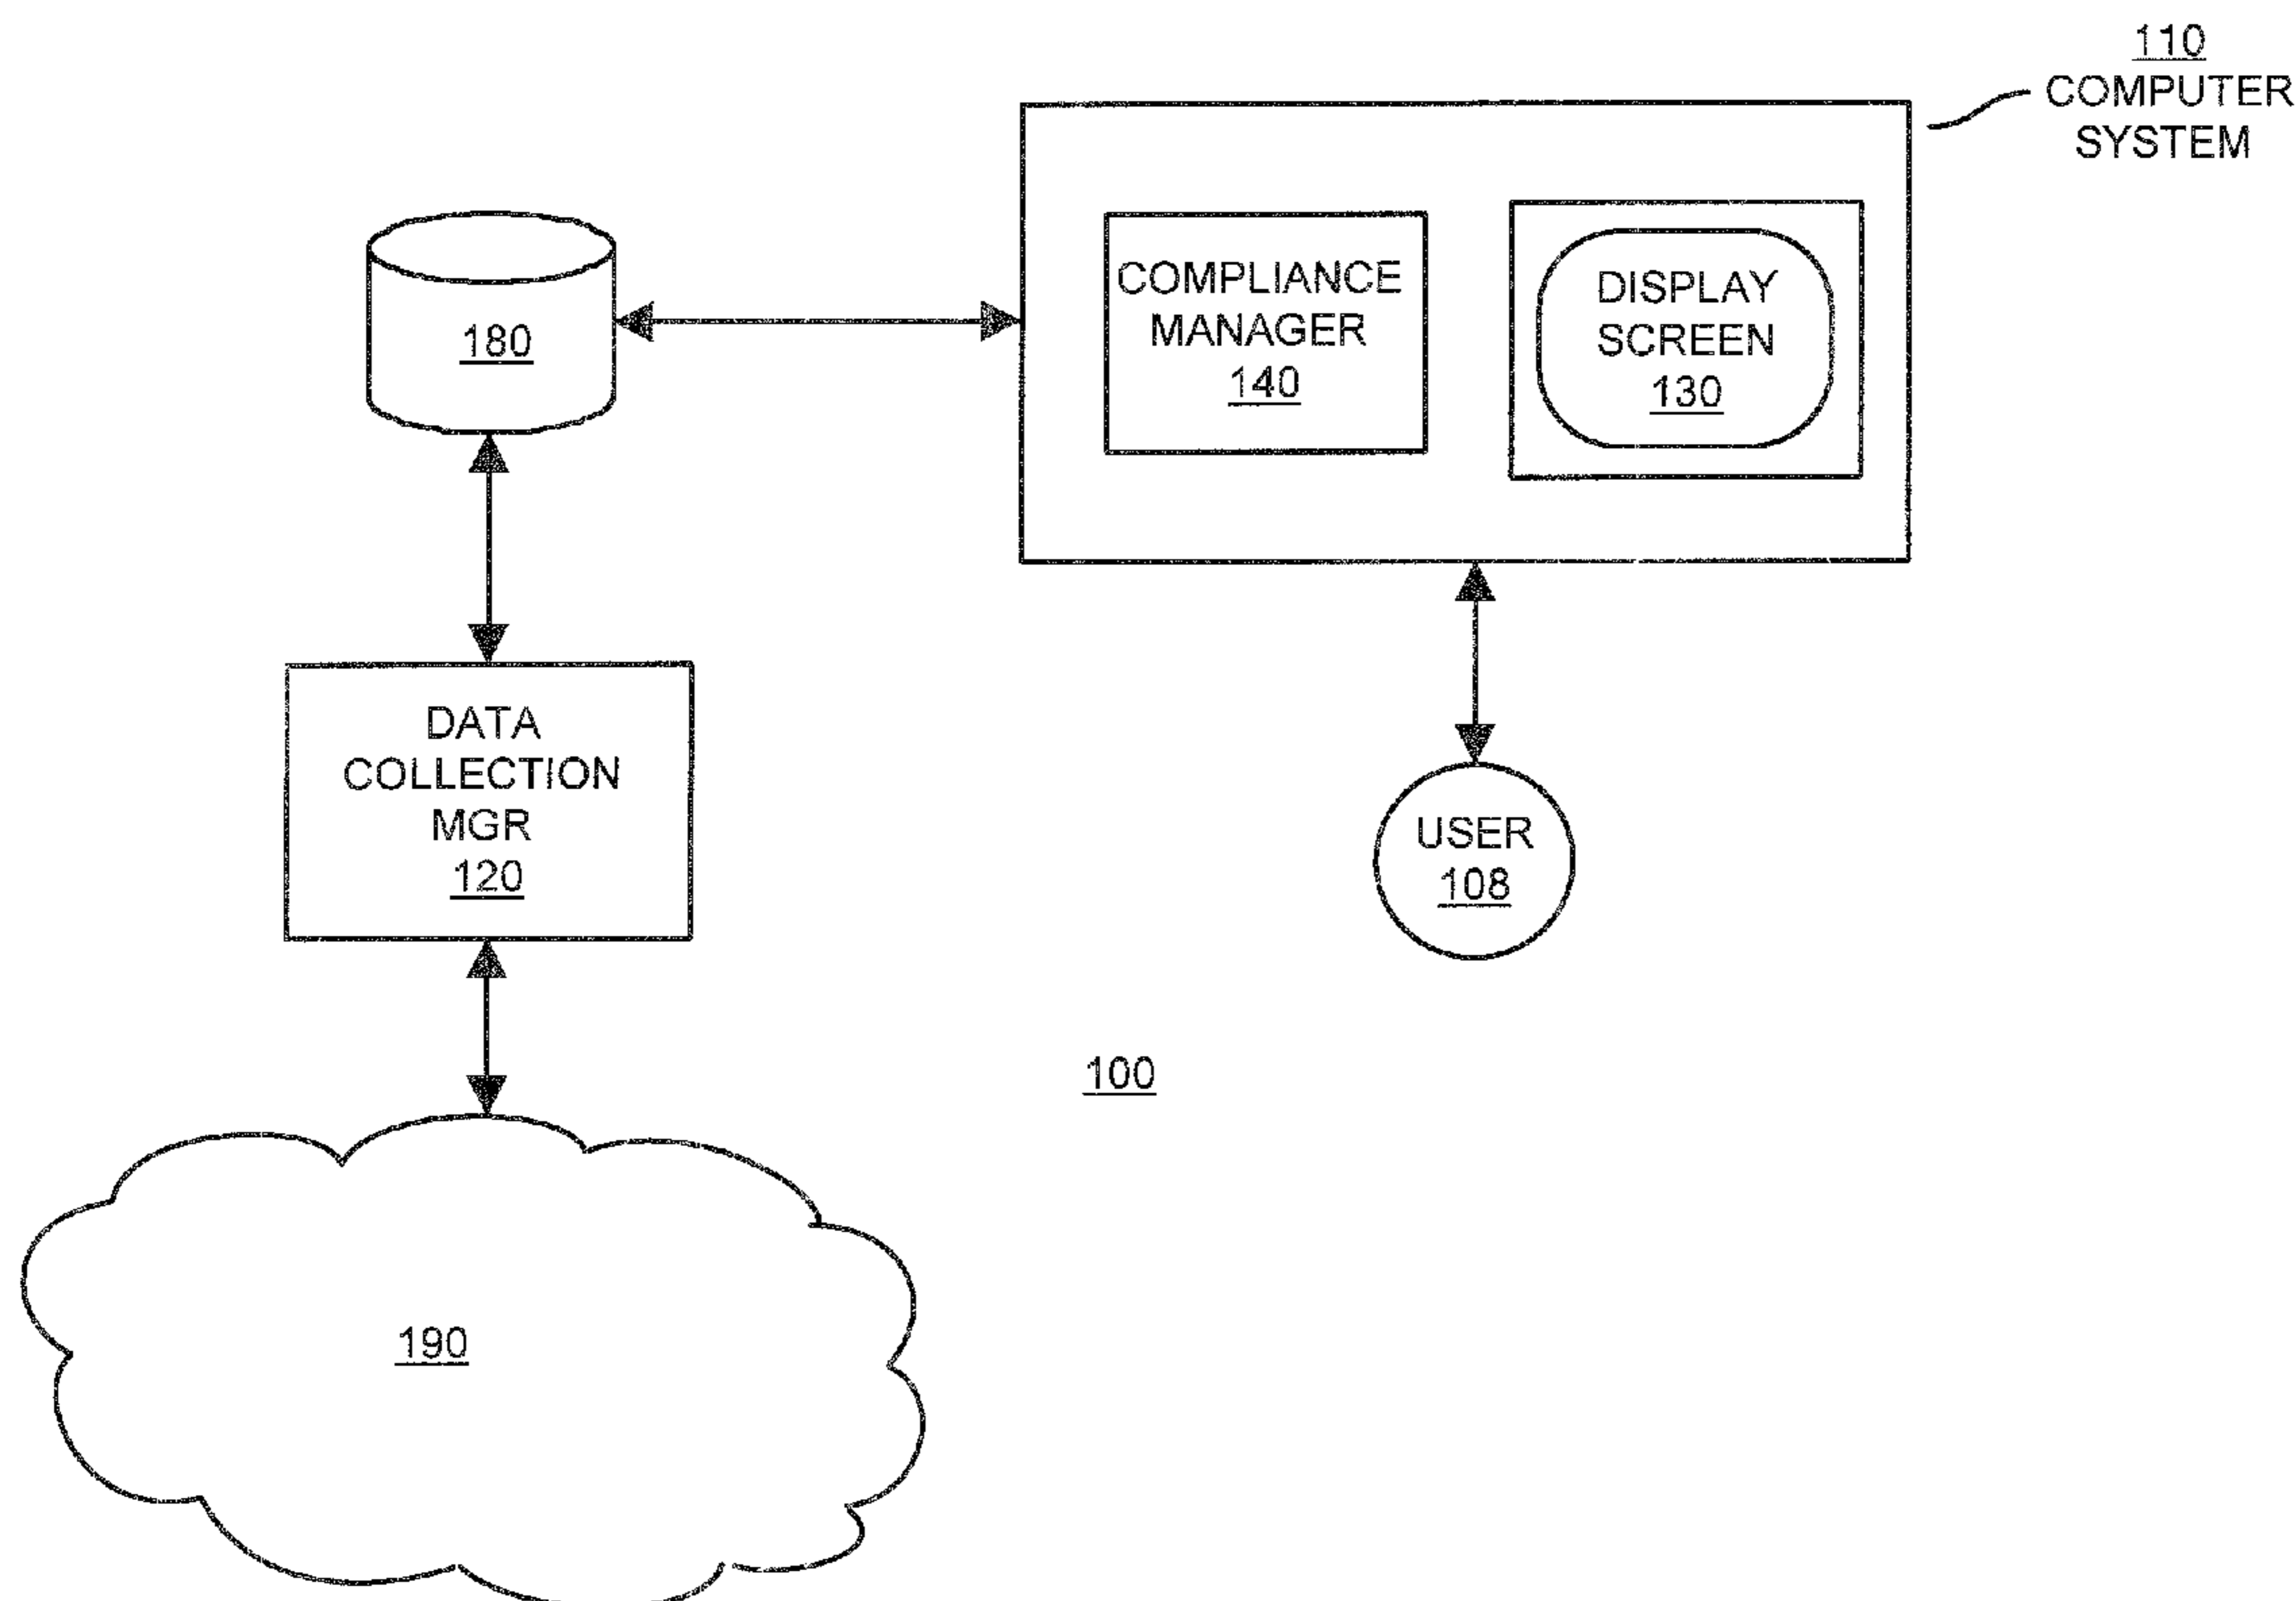 110
COMPUTER
SYSTEM
COMPLIANCE
MANAGER
140
DISPLAY
SCREEN
130
180
DATA
COLLECTION
MGR
120
USER
108
100
190